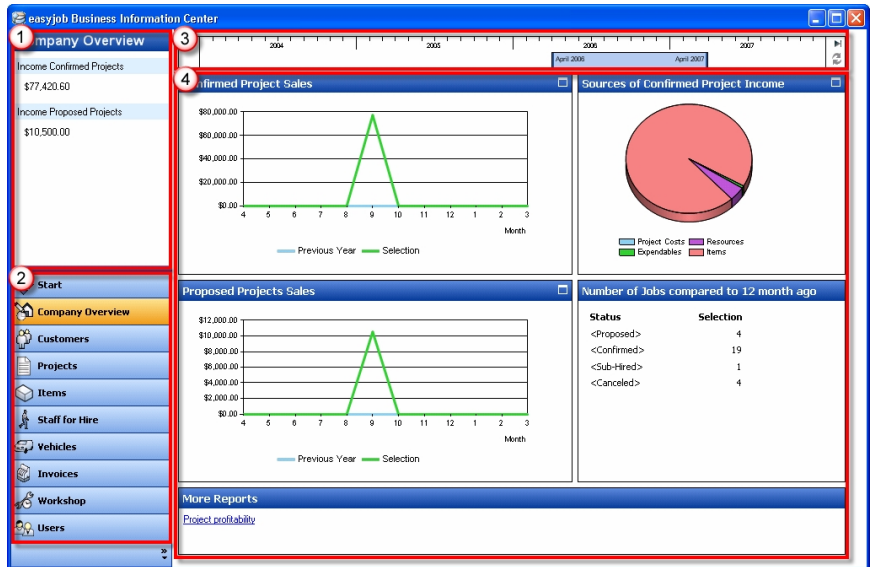 easyjob Business Information Center
1
Company Overview
Income Confirmed Projects
$77,420.60
Income Proposed Projects
$10,500.00
2
Start
Company Overview
Customers
Projects
Items
Staff for Hire
Vehicles
Invoices
Workshop
Users
3
2004 2005 2006 2007
April 2006 April 2007
4
Confirmed Project Sales
$80,000.00
$60,000.00
$40,000.00
$20,000.00
$0.00
4 5 6 7 8 9 10 11 12 1 2 3
Month
Previous Year Selection
Sources of Confirmed Project Income
Project Costs Resources
Expendables Items
Proposed Projects Sales
$12,000.00
$10,000.00
$8,000.00
$6,000.00
$4,000.00
$2,000.00
$0.00
4 5 6 7 8 9 10 11 12 1 2 3
Month
Previous Year Selection
Number of Jobs compared to 12 month ago
Status Selection
<Proposed> 4
<Confirmed> 19
<Sub-Hired> 1
<Canceled> 4
More Reports
Project profitability